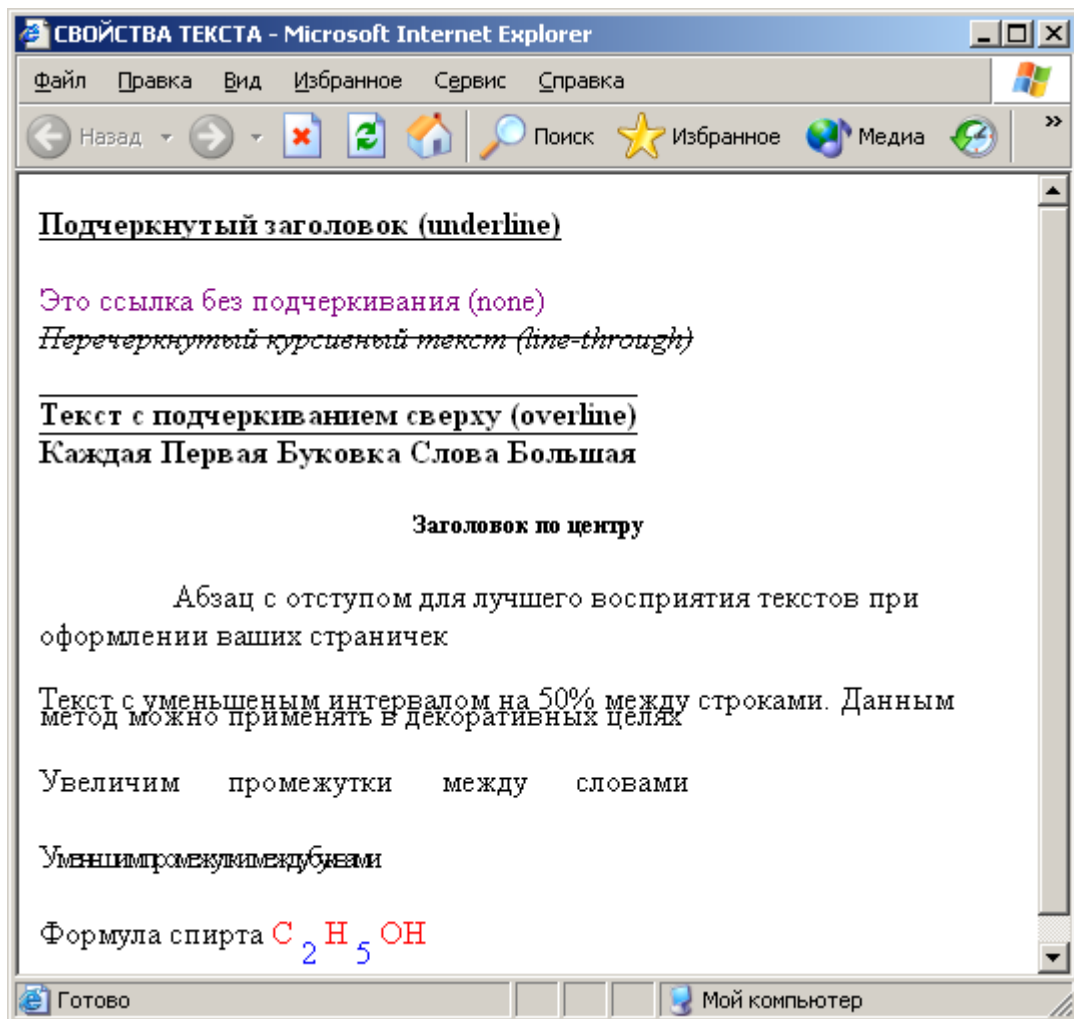 СВОЙСТВА ТЕКСТА - Microsoft Internet Explorer
Файл Правка Вид Избранное Сервис Справка
Назад Поиск Избранное Медиа »
Подчеркнутый заголовок (underline)
Это ссылка без подчеркивания (none)
Перечеркнутый курсивный текст (line-through)
Текст с подчеркиванием сверху (overline)
Каждая Первая Буковка Слова Большая
Заголовок по центру
Абзац с отступом для лучшего восприятия текстов при
оформлении ваших страничек
Текст с уменьшеным интервалом на 50% между строками. Данным
метод можно применять в декоративных целях
Увеличим промежутки между словами
Уменьшим промежутки между буквами
Формула спирта C 2 H 5 OH
Готово Мой компьютер